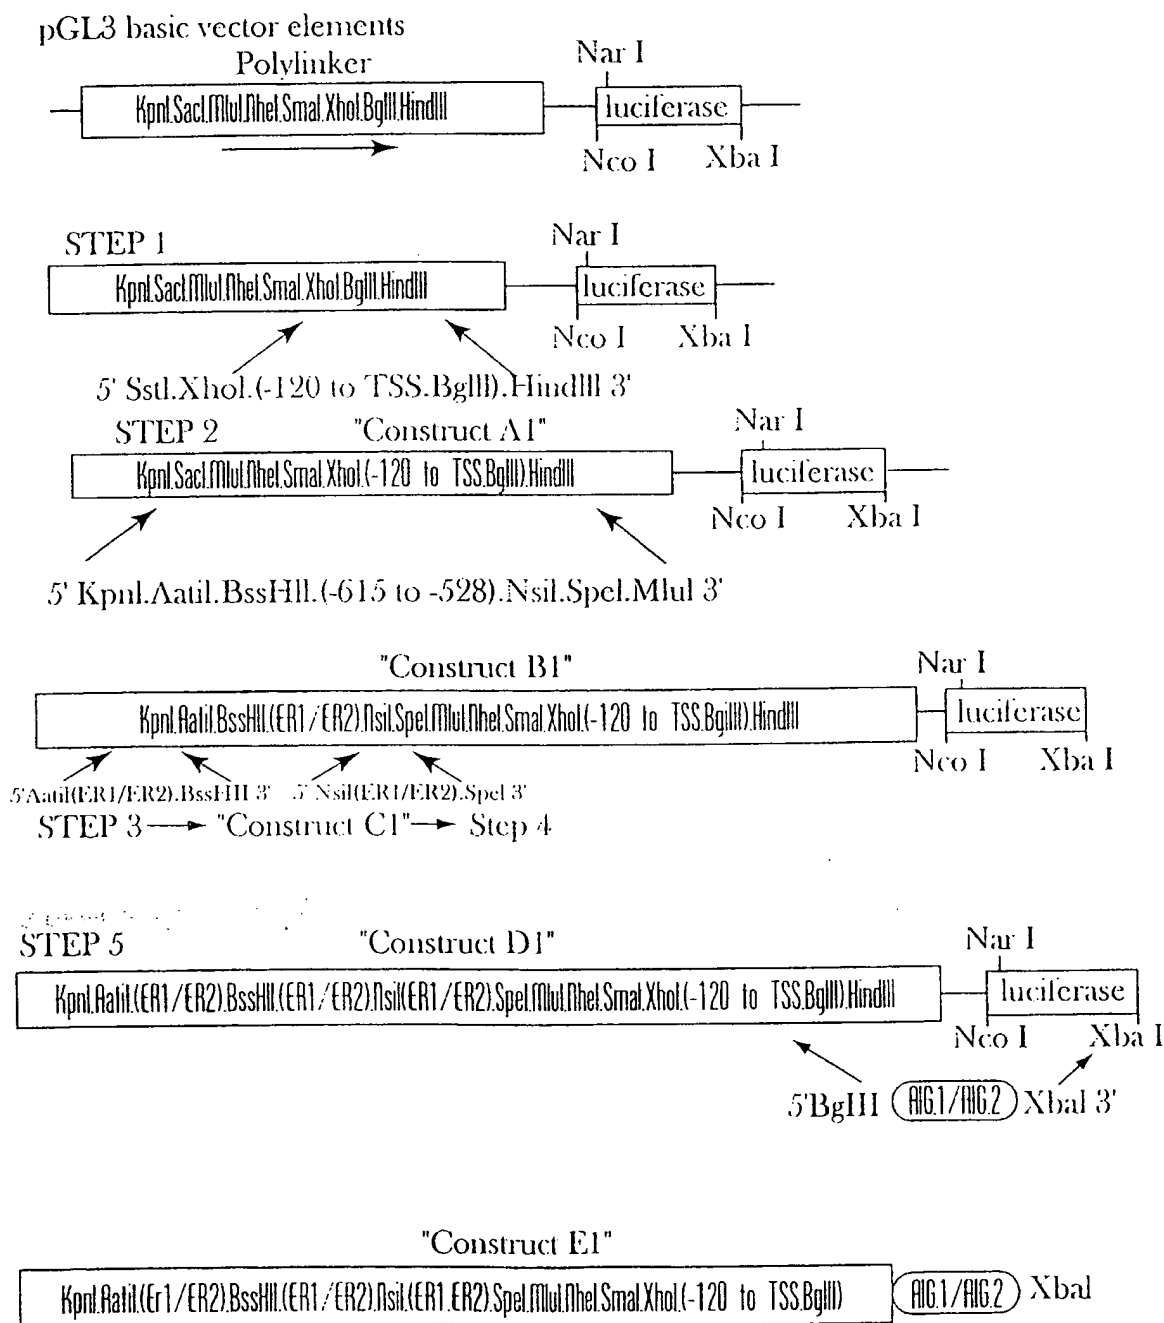 pGL3 basic vector elements
Polylinker
Nar I
KpnI.SacI.MluI.NheI.SmaI.XhoI.BglII.HindIII
luciferase
Nco I Xba I
STEP 1
Nar I
KpnI.SacI.MluI.NheI.SmaI.XhoI.BglII.HindIII
luciferase
Nco I Xba I
5' SstI.XhoI.(-120 to TSS.BglII).HindIII 3'
STEP 2 "Construct A1" Nar I
KpnI.SacI.MluI.NheI.SmaI.XhoI.(-120 to TSS.BglII).HindIII
luciferase
Nco I Xba I
5' KpnI.AatiI.BssHII.(-615 to -528).NsiI.SpeI.MluI 3'
"Construct B1" Nar I
KpnI.AatiI.BssHII.(ER1/ER2).NsiI.SpeI.MluI.NheI.SmaI.XhoI.(-120 to TSS.BglII).HindIII
luciferase
Nco I Xba I
5'AatiI(ER1/ER2).BssHII 3' 5' NsiI(ER1/ER2).SpeI 3'
STEP 3 "Construct C1" Step 4
STEP 5 "Construct D1" Nar I
KpnI.AatiI.(ER1/ER2).BssHII.(ER1/ER2).NsiI(ER1/ER2).SpeI.MluI.NheI.SmaI.XhoI.(-120 to TSS.BglII).HindIII
luciferase
Nco I Xba I
5'BglII AIG.1/AIG.2 XbaI 3'
"Construct E1"
KpnI.AatiI.(Er1/ER2).BssHII.(ER1/ER2).NsiI.(ER1.ER2).SpeI.MluI.NheI.SmaI.XhoI.(-120 to TSS.BglII)
AIG.1/AIG.2 XbaI